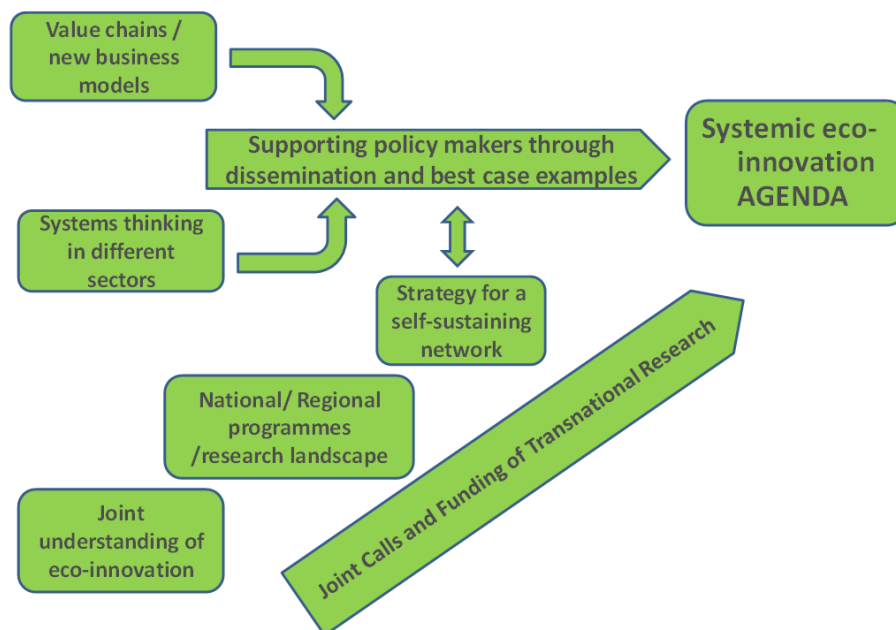 Value chains /
new business
models
Supporting policy makers through
dissemination and best case examples
Systemic eco-
innovation
AGENDA
Systems thinking
in different
sectors
Strategy for a
self-sustaining
network
National/ Regional
programmes
/research landscape
Joint
understanding of
eco-innovation
Joint Calls and Funding of Transnational Research